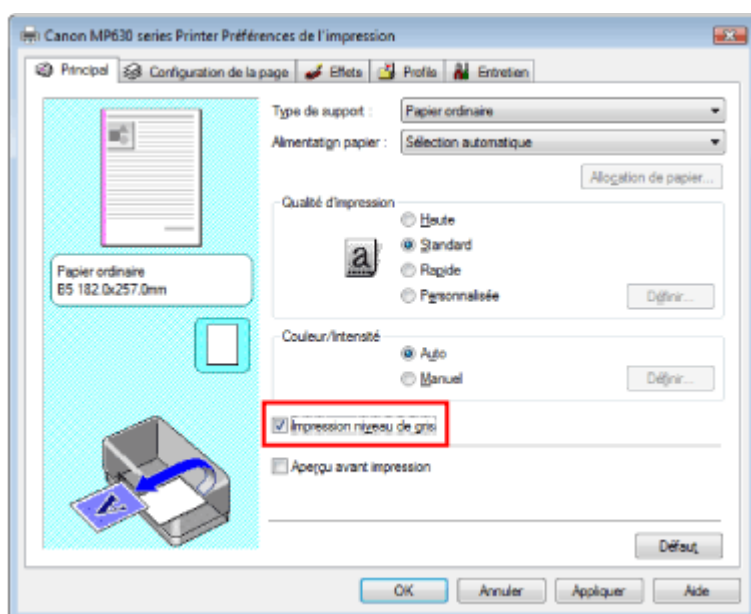 Canon MP630 series Printer Préférences de l'impression
Principal Configuration de la page Effets Profils Entretien
Type de support : Papier ordinaire
Alimentation papier : Sélection automatique
Allocation de papier...
Qualité d'impression
Haute
Standard
Rapide
Personnalisée Définir...
Papier ordinaire
B5 182.0x257.0mm
Couleur/Intensité
Auto
Manuel Définir...
Impression niveau de gris
Aperçu avant impression
Défaut
OK Annuler Appliquer Aide